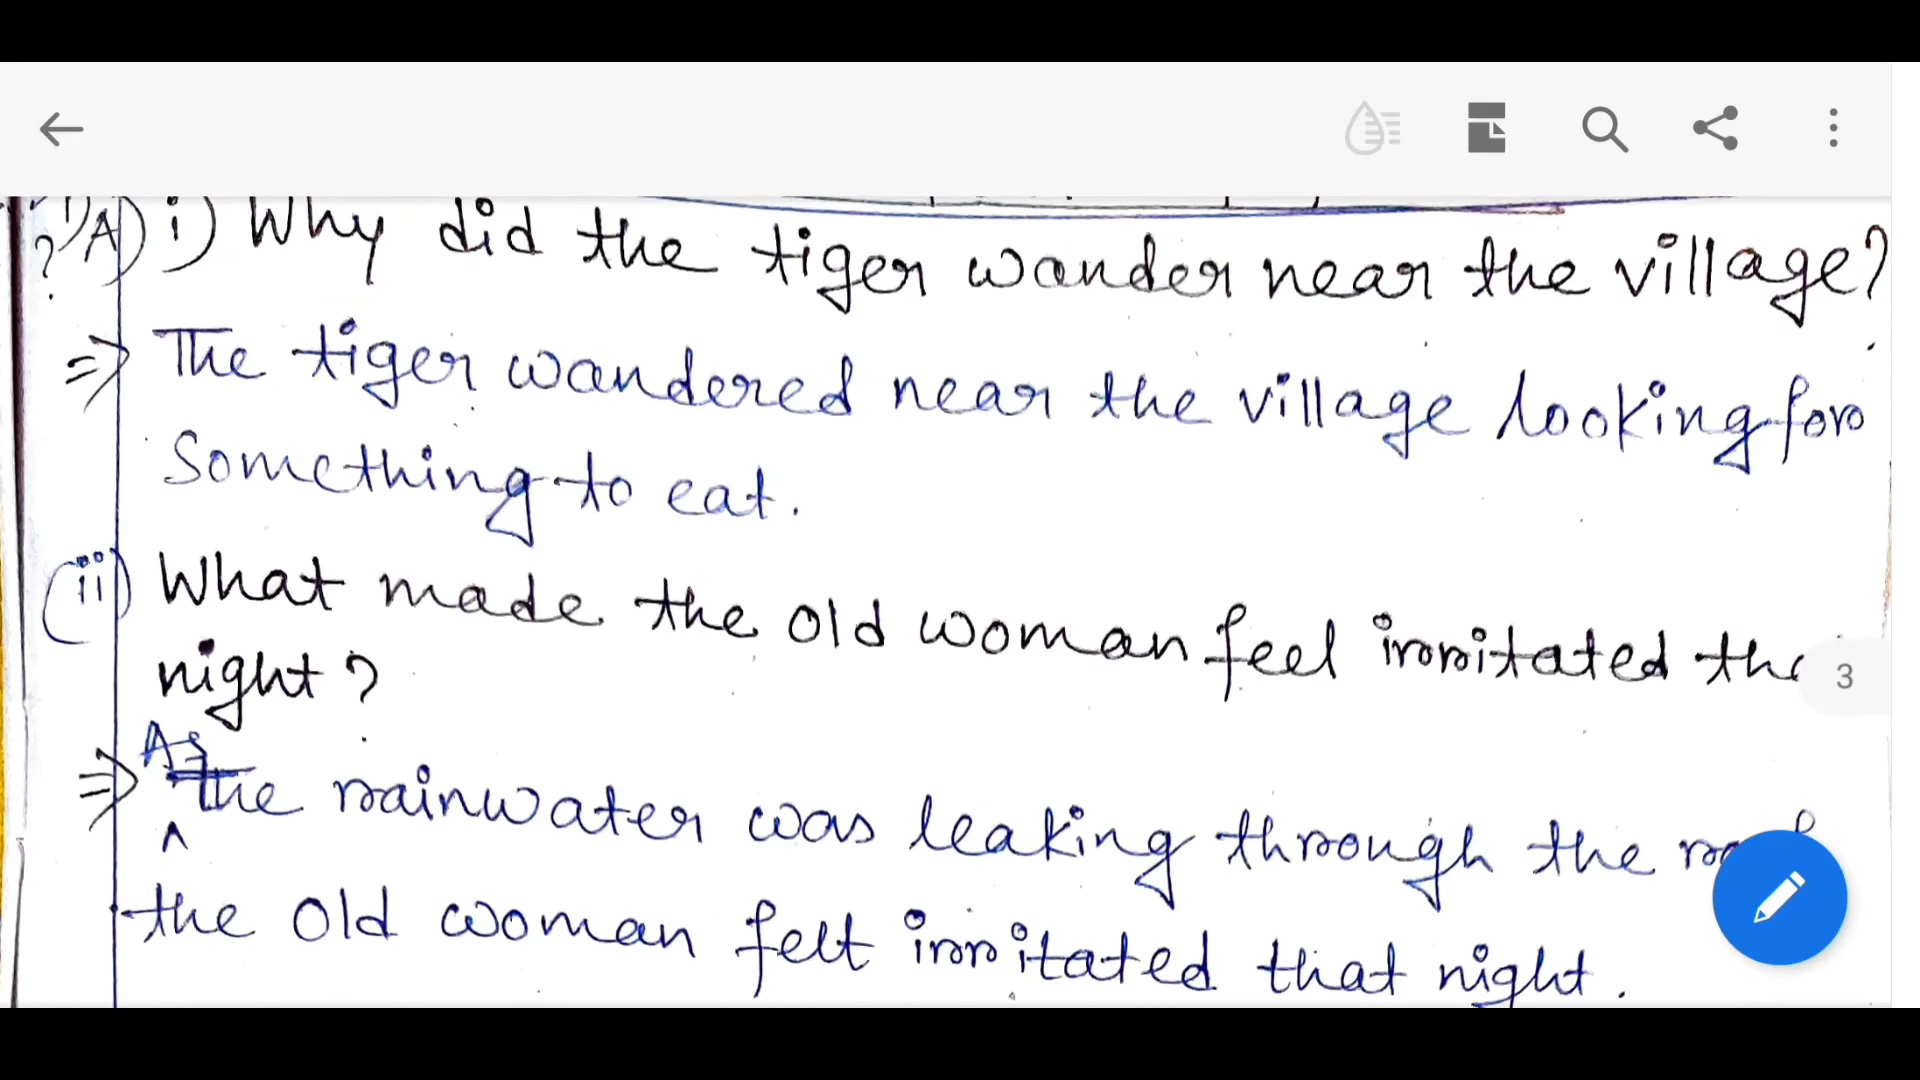 1) A) i) Why did the tiger wander near the village?
=> The tiger wandered near the village looking for
Something to eat.
(ii) What made the old woman feel irritated
night?
=> As the rainwater was leaking through the
the old woman felt irritated that night.
3